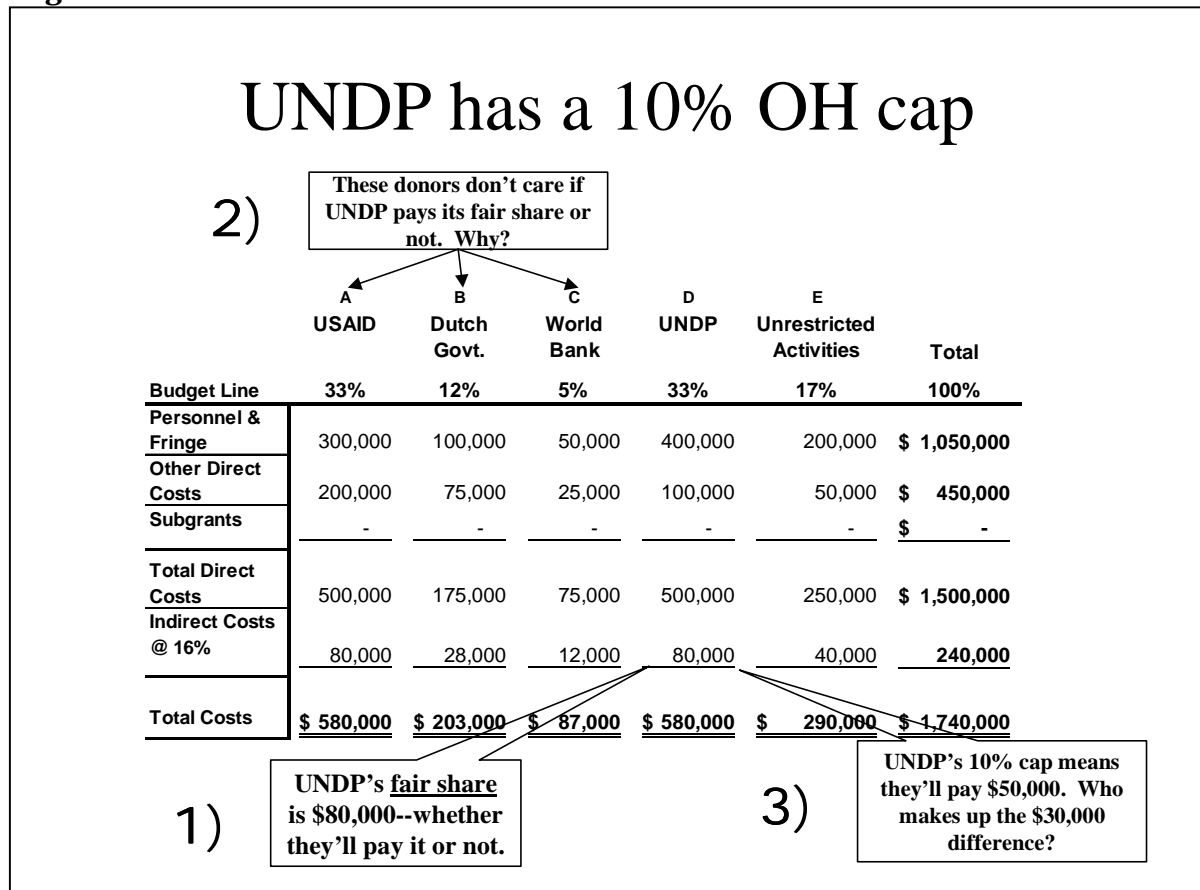 UNDP has a 10% OH cap
2)
These donors don’t care if
UNDP pays its fair share or
not. Why?
A B C D E
USAID Dutch World UNDP Unrestricted
Govt. Bank Activities Total
Budget Line 33% 12% 5% 33% 17% 100%
Personnel &
Fringe 300,000 100,000 50,000 400,000 200,000 $ 1,050,000
Other Direct
Costs 200,000 75,000 25,000 100,000 50,000 $ 450,000
Subgrants
- - - - - $ -
Total Direct
Costs 500,000 175,000 75,000 500,000 250,000 $ 1,500,000
Indirect Costs
@ 16% 80,000 28,000 12,000 80,000 40,000 240,000
Total Costs $ 580,000 $ 203,000 $ 87,000 $ 580,000 $ 290,000 $ 1,740,000
1)
UNDP’s fair share
is $80,000--whether
they’ll pay it or not.
3)
UNDP’s 10% cap means
they’ll pay $50,000. Who
makes up the $30,000
difference?